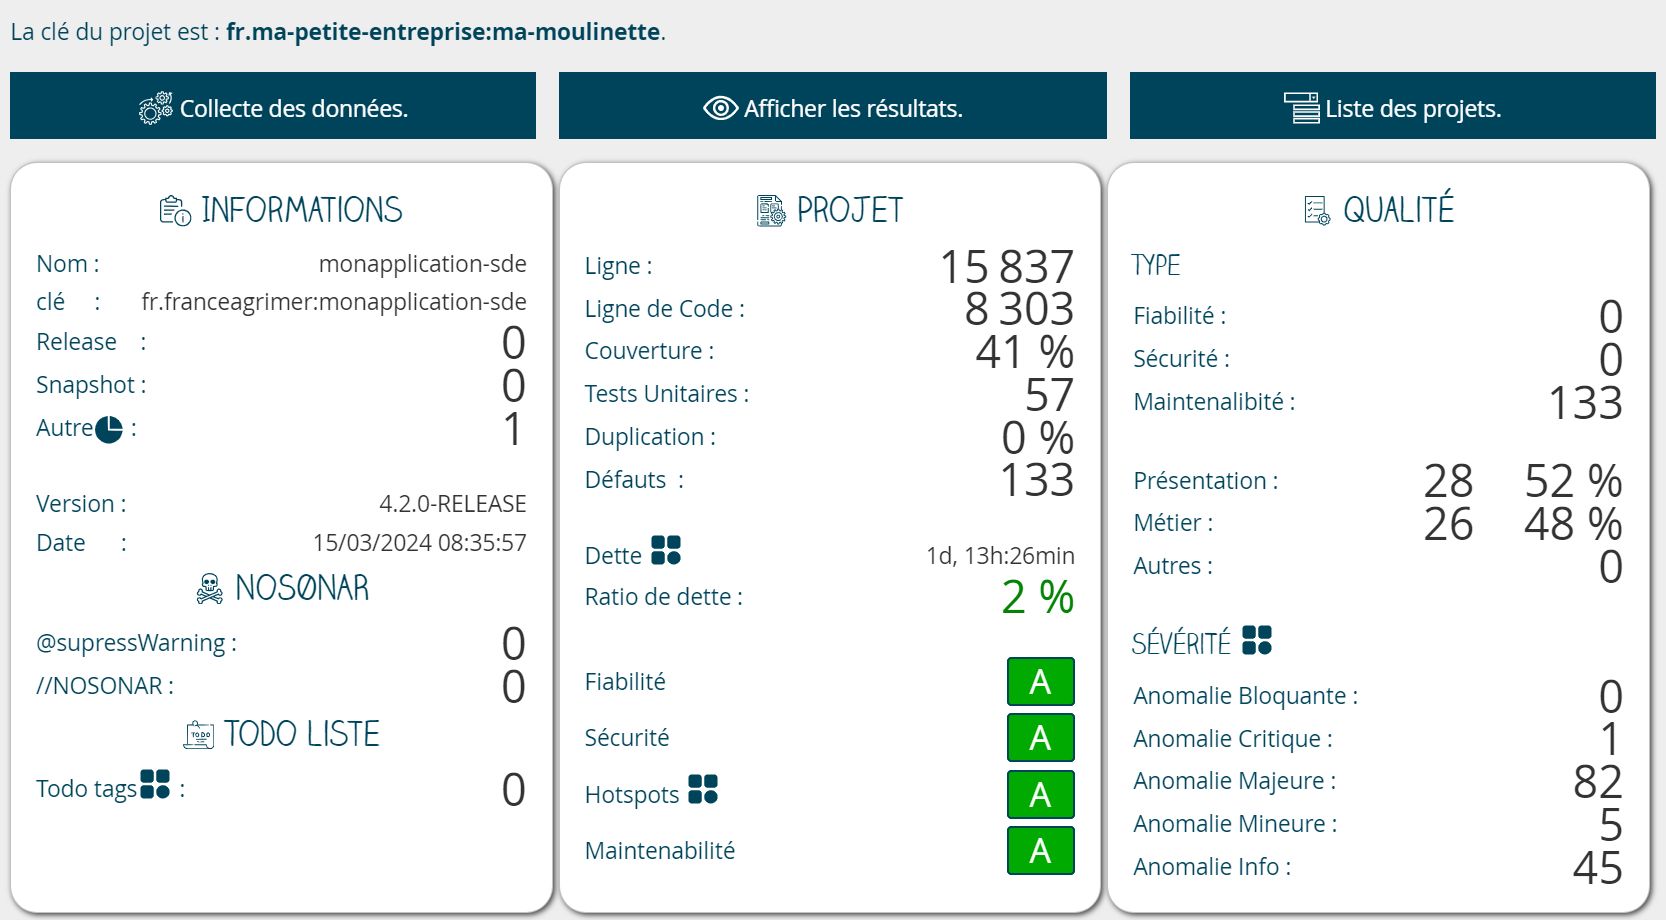 La clé du projet est : fr.ma-petite-entreprise:ma-moulinette.
Collecte des données.
Afficher les résultats.
Liste des projets.
INFORMATIONS
Nom : monapplication-sde
clé : fr.franceagrimer:monapplication-sde
Release : 0
Snapshot : 0
Autre : 1
Version : 4.2.0-RELEASE
Date : 15/03/2024 08:35:57
NOSONAR
@supressWarning : 0
//NOSONAR : 0
TODO
TODO LISTE
Todo tags : 0
PROJET
Ligne : 15 837
Ligne de Code : 8 303
Couverture : 41 %
Tests Unitaires : 57
Duplication : 0 %
Défauts : 133
Dette 1d, 13h:26min
Ratio de dette : 2 %
Fiabilité A
Sécurité A
Hotspots A
Maintenabilité A
QUALITÉ
TYPE
Fiabilité : 0
Sécurité : 0
Maintenalibité : 133
Présentation : 28 52 %
Métier : 26 48 %
Autres : 0
SÉVÉRITÉ
Anomalie Bloquante : 0
Anomalie Critique : 1
Anomalie Majeure : 82
Anomalie Mineure : 5
Anomalie Info : 45